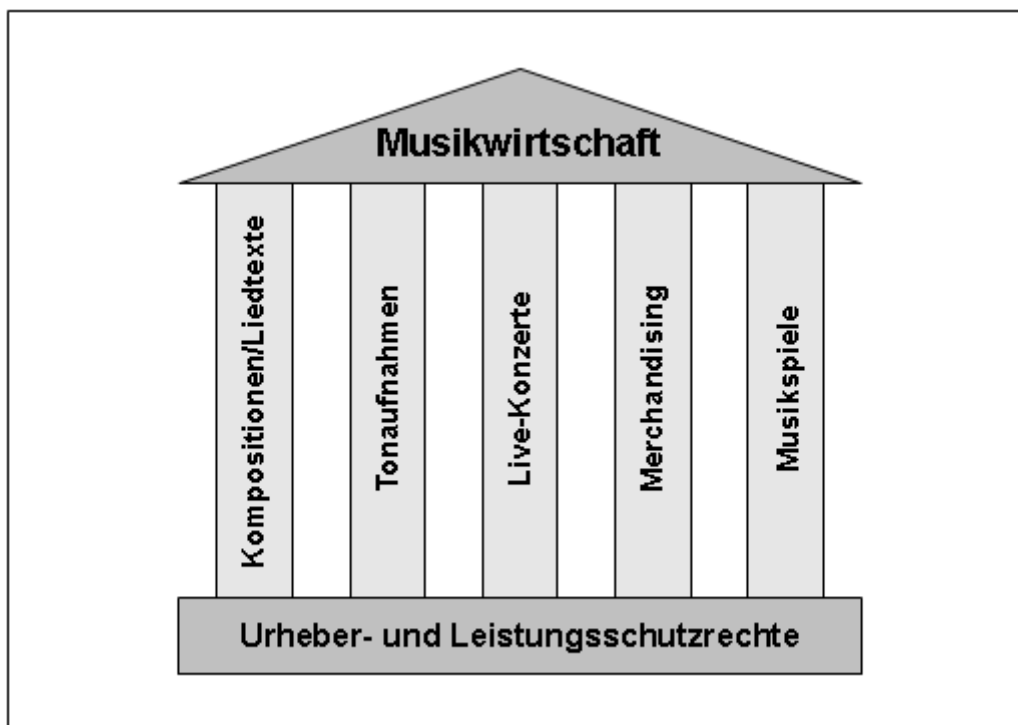 Musikwirtschaft
Kompositionen/Liedtexte
Tonaufnahmen
Live-Konzerte
Merchandising
Musikspiele
Urheber- und Leistungsschutzrechte